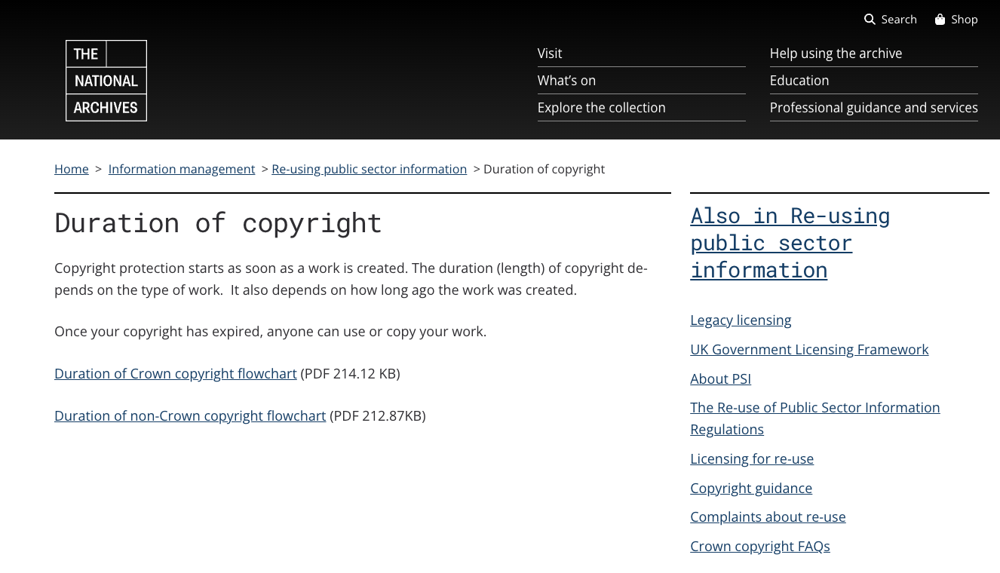 Search
Shop
THE
NATIONAL
ARCHIVES
Visit
What's on
Explore the collection
Help using the archive
Education
Professional guidance and services
Home > Information management > Re-using public sector information > Duration of copyright
Duration of copyright
Copyright protection starts as soon as a work is created. The duration (length) of copyright de-
pends on the type of work.  It also depends on how long ago the work was created.
Once your copyright has expired, anyone can use or copy your work.
Duration of Crown copyright flowchart (PDF 214.12 KB)
Duration of non-Crown copyright flowchart (PDF 212.87KB)
Also in Re-using
public sector
information
Legacy licensing
UK Government Licensing Framework
About PSI
The Re-use of Public Sector Information
Regulations
Licensing for re-use
Copyright guidance
Complaints about re-use
Crown copyright FAQs